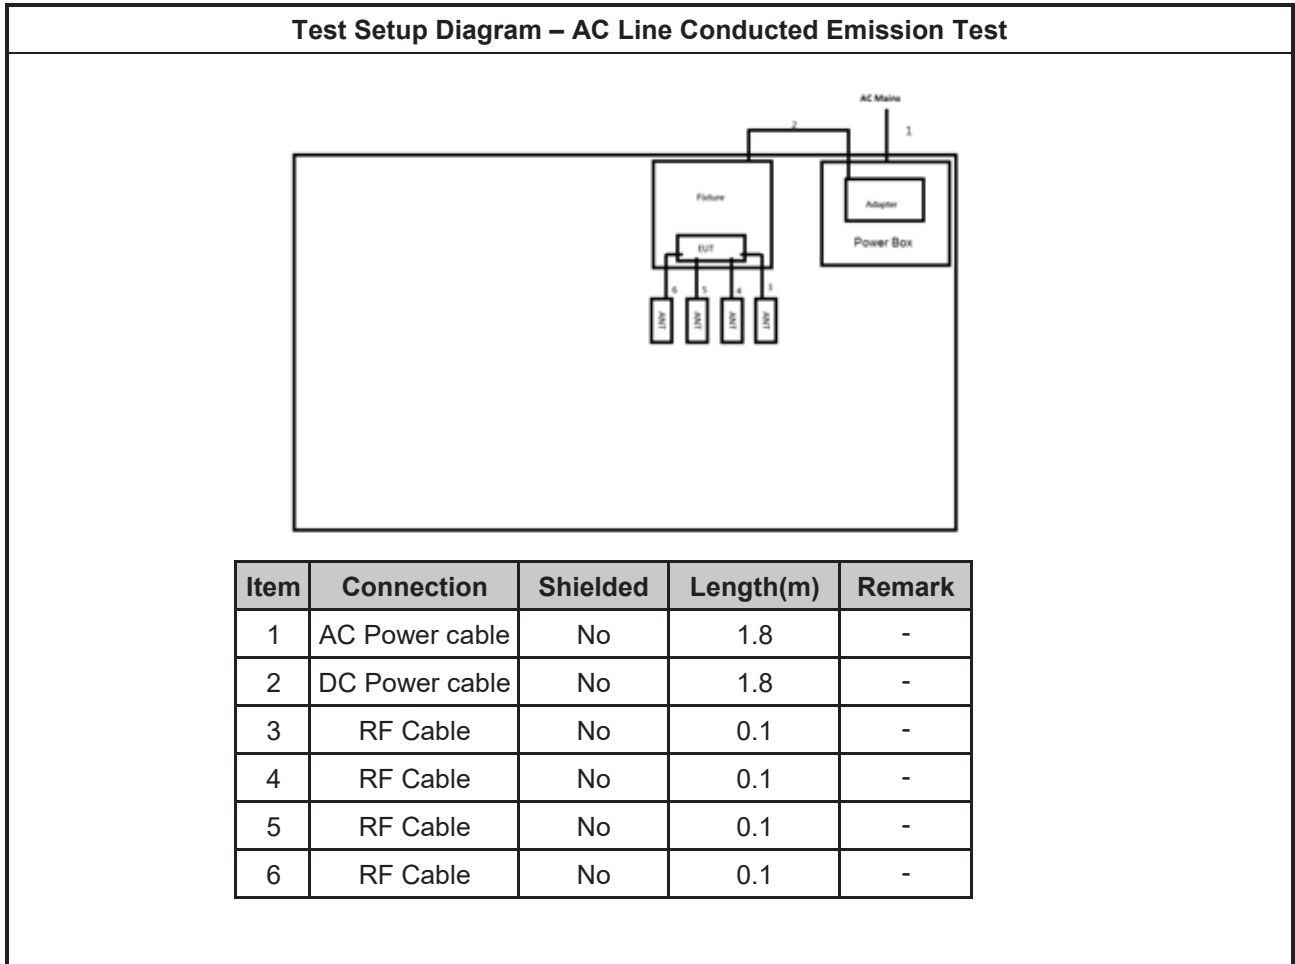 Test Setup Diagram – AC Line Conducted Emission Test
AC Mains
2
1
Fixture
Adapter
EUT
Power Box
6 5 4 3
ANT ANT ANT ANT
Item Connection Shielded Length(m) Remark
1 AC Power cable No 1.8 -
2 DC Power cable No 1.8 -
3 RF Cable No 0.1 -
4 RF Cable No 0.1 -
5 RF Cable No 0.1 -
6 RF Cable No 0.1 -